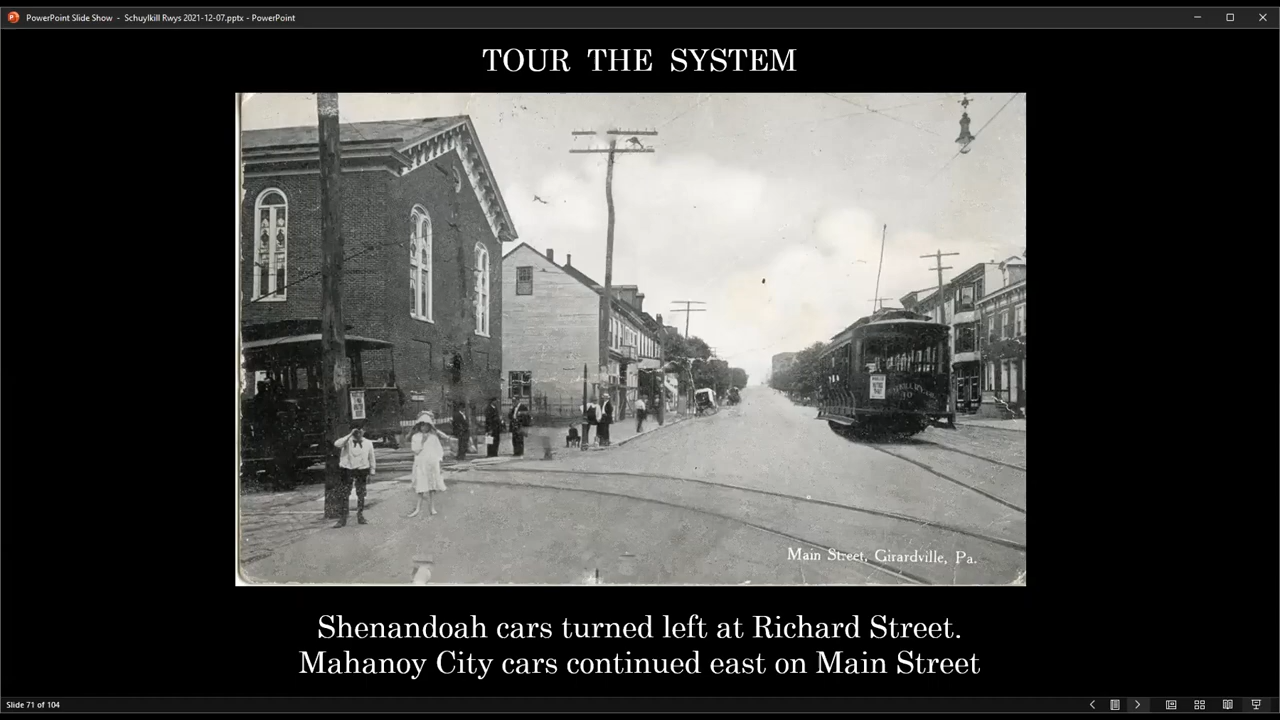 PowerPoint Slide Show - Schuylkill Rwys 2021-12-07.pptx - PowerPoint
TOUR THE SYSTEM
Main Street, Girardville, Pa.
Shenandoah cars turned left at Richard Street.
Mahanoy City cars continued east on Main Street
Slide 71 of 104